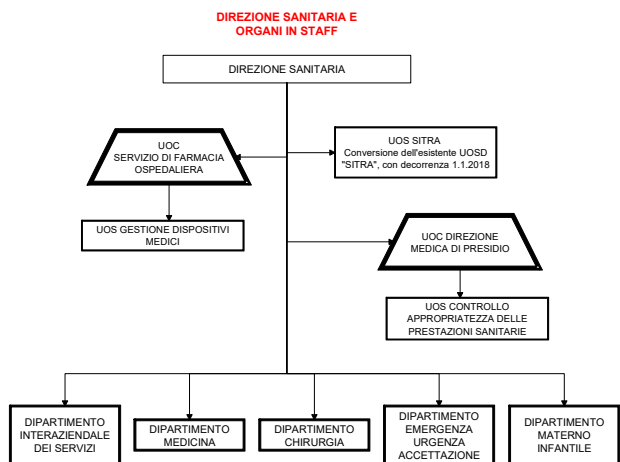 DIREZIONE SANITARIA E
ORGANI IN STAFF
DIREZIONE SANITARIA
UOC
SERVIZIO DI FARMACIA
OSPEDALIERA
UOS SITRA
Conversione dell'esistente UOSD
"SITRA", con decorrenza 1.1.2018
UOS GESTIONE DISPOSITIVI
MEDICI
UOC DIREZIONE
MEDICA DI PRESIDIO
UOS CONTROLLO
APPROPRIATEZZA DELLE
PRESTAZIONI SANITARIE
DIPARTIMENTO
INTERAZIENDALE
DEI SERVIZI
DIPARTIMENTO
MEDICINA
DIPARTIMENTO
CHIRURGIA
DIPARTIMENTO
EMERGENZA
URGENZA
ACCETTAZIONE
DIPARTIMENTO
MATERNO
INFANTILE